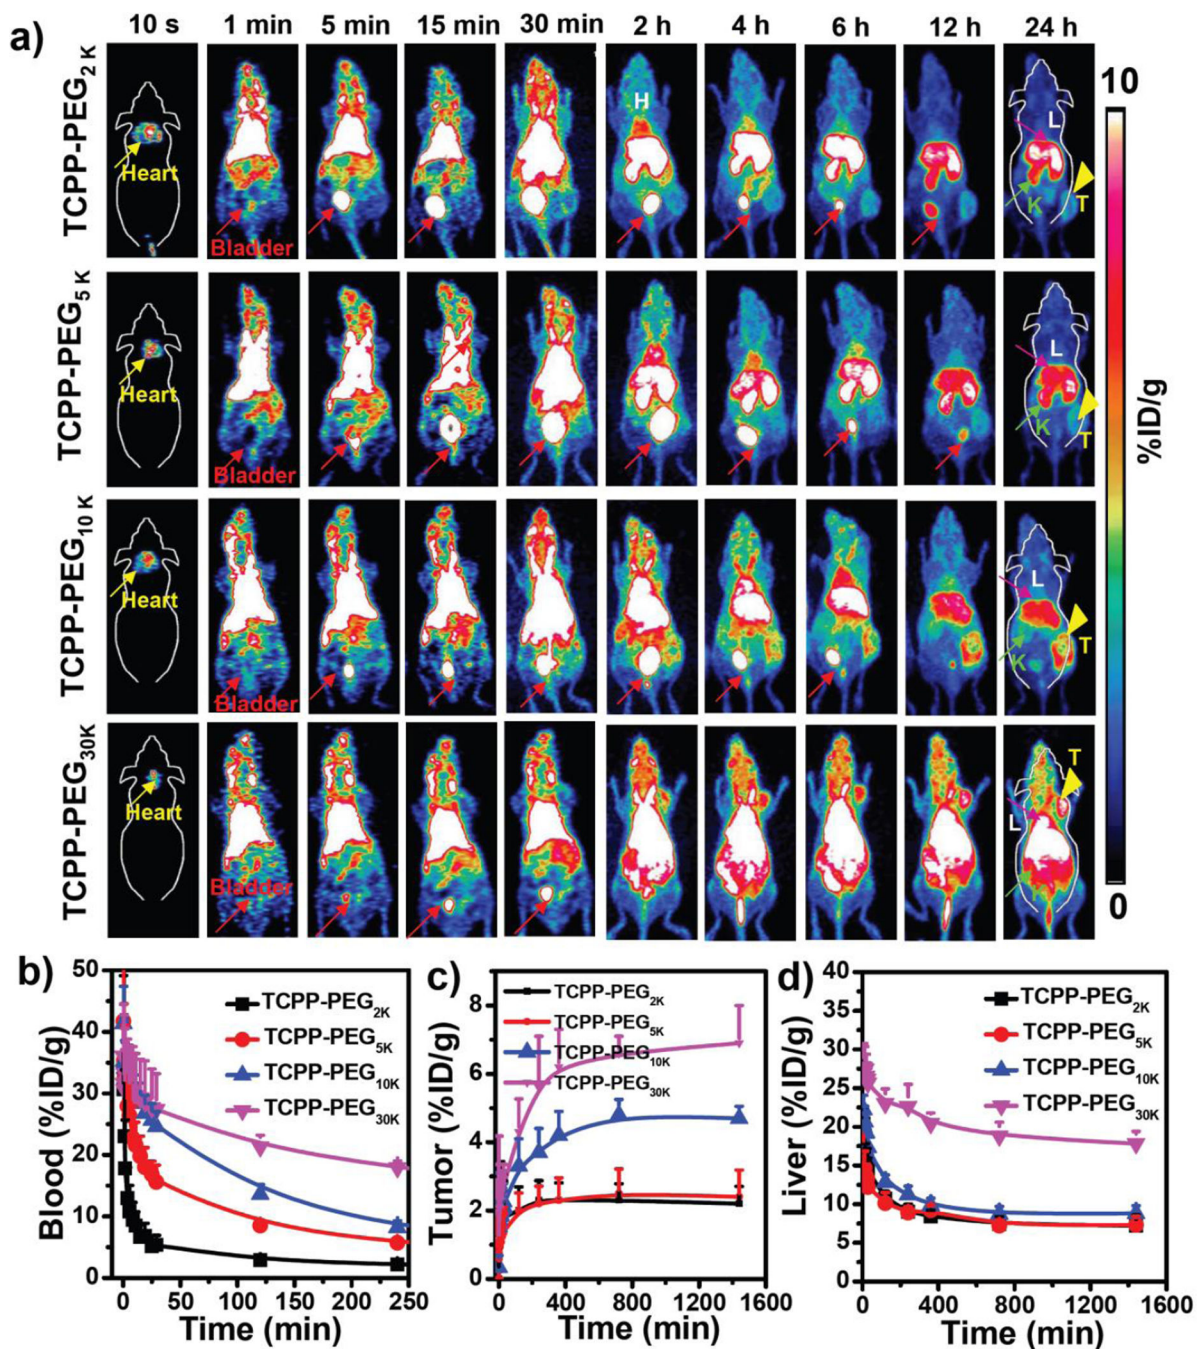 a)
10 s 1 min 5 min 15 min 30 min 2 h 4 h 6 h 12 h 24 h
TCPP-PEG2 K
Heart
Bladder
H
L
K
T
TCPP-PEG5 K
Heart
Bladder
L
K
T
TCPP-PEG10 K
Heart
Bladder
L
K
T
TCPP-PEG30K
Heart
Bladder
T
L
10
%ID/g
0
b)
Blood (%ID/g)
50
40
30
20
10
0
TCPP-PEG2K
TCPP-PEG5K
TCPP-PEG10K
TCPP-PEG30K
0 50 100 150 200 250
Time (min)
c)
Tumor (%ID/g)
8
6
4
2
0
TCPP-PEG2K
TCPP-PEG5K
TCPP-PEG10K
TCPP-PEG30K
0 400 800 1200 1600
Time (min)
d)
Liver (%ID/g)
40
35
30
25
20
15
10
5
0
TCPP-PEG2K
TCPP-PEG5K
TCPP-PEG10K
TCPP-PEG30K
0 400 800 1200 1600
Time (min)